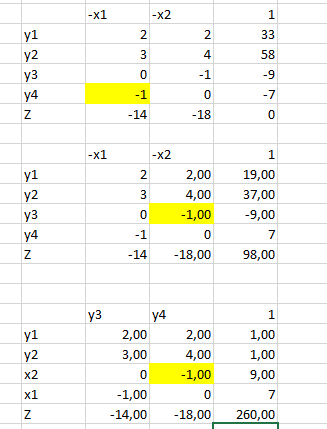 -x1 -x2 1
y1 2 2 33
y2 3 4 58
y3 0 -1 -9
y4 -1 0 -7
Z -14 -18 0
-x1 -x2 1
y1 2 2,00 19,00
y2 3 4,00 37,00
y3 0 -1,00 -9,00
y4 -1 0 7
Z -14 -18,00 98,00
y3 y4 1
y1 2,00 2,00 1,00
y2 3,00 4,00 1,00
x2 0 -1,00 9,00
x1 -1,00 0 7
Z -14,00 -18,00 260,00